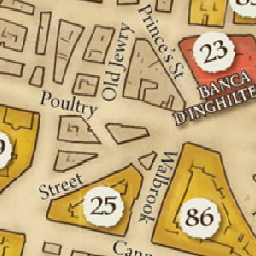 Prince's St
Old Jewry
23
BANCA
D'INGHILTE
Poultry
Walbrook
Street
25
86